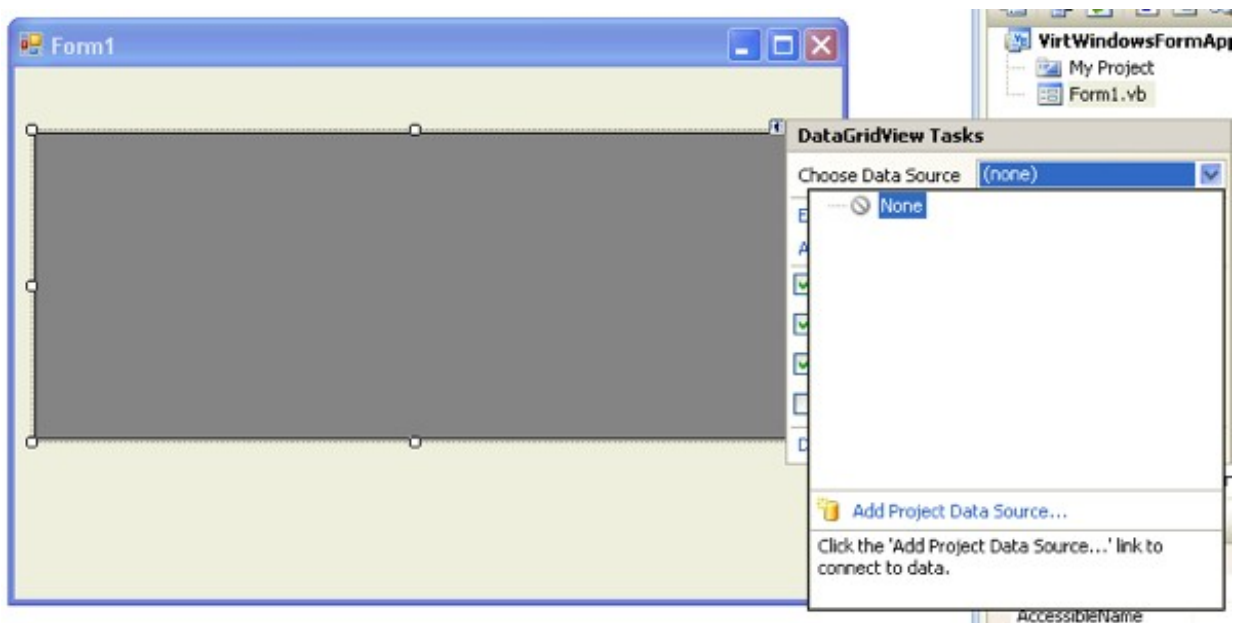 Form1
VirtWindowsFormApp
My Project
Form1.vb
DataGridView Tasks
Choose Data Source (none)
None
Add Project Data Source...
Click the 'Add Project Data Source...' link to
connect to data.
AccessibleName